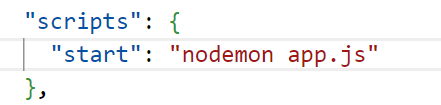 "scripts": {
"start": "nodemon app.js"
},